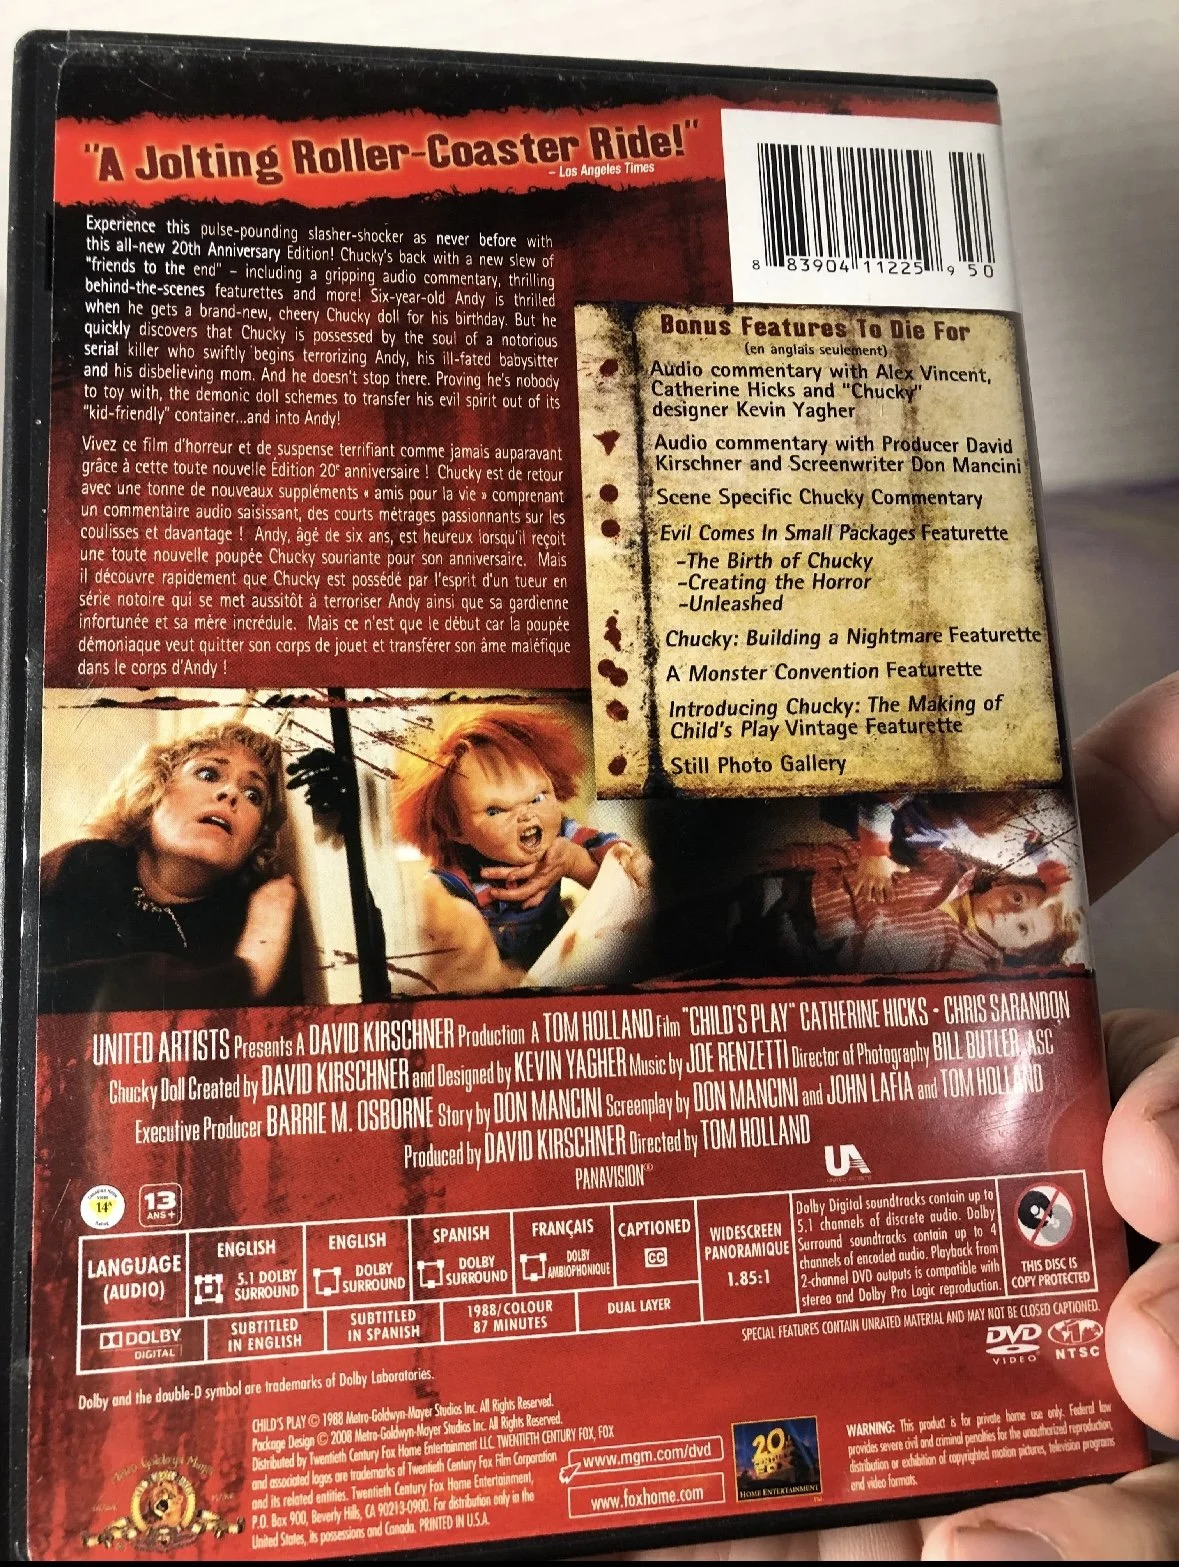 "A Jolting Roller-Coaster Ride!"
– Los Angeles Times
Experience this pulse-pounding slasher-shocker as never before with
this all-new 20th Anniversary Edition! Chucky's back with a new slew of
"friends to the end" – including a gripping audio commentary, thrilling
behind-the-scenes featurettes and more! Six-year-old Andy is thrilled
when he gets a brand-new, cheery Chucky doll for his birthday. But he
quickly discovers that Chucky is possessed by the soul of a notorious
serial killer who swiftly begins terrorizing Andy, his ill-fated babysitter
and his disbelieving mom. And he doesn't stop there. Proving he's nobody
to toy with, the demonic doll schemes to transfer his evil spirit out of its
"kid-friendly" container...and into Andy!
Vivez ce film d'horreur et de suspense terrifiant comme jamais auparavant
grâce à cette toute nouvelle Édition 20e anniversaire ! Chucky est de retour
avec une tonne de nouveaux suppléments « amis pour la vie » comprenant
un commentaire audio saisissant, des courts métrages passionnants sur les
coulisses et davantage ! Andy, âgé de six ans, est heureux lorsqu'il reçoit
une toute nouvelle poupée Chucky souriante pour son anniversaire. Mais
il découvre rapidement que Chucky est possédé par l'esprit d'un tueur en
série notoire qui se met aussitôt à terroriser Andy ainsi que sa gardienne
infortunée et sa mère incrédule. Mais ce n'est que le début car la poupée
démoniaque veut quitter son corps de jouet et transférer son âme maléfique
dans le corps d'Andy !
8 83904 11225 9 50
Bonus Features To Die For
(en anglais seulement)
Audio commentary with Alex Vincent,
Catherine Hicks and "Chucky"
designer Kevin Yagher
Audio commentary with Producer David
Kirschner and Screenwriter Don Mancini
Scene Specific Chucky Commentary
Evil Comes In Small Packages Featurette
-The Birth of Chucky
-Creating the Horror
-Unleashed
Chucky: Building a Nightmare Featurette
A Monster Convention Featurette
Introducing Chucky: The Making of
Child's Play Vintage Featurette
Still Photo Gallery
UNITED ARTISTS Presents A DAVID KIRSCHNER Production A TOM HOLLAND Film "CHILD'S PLAY" CATHERINE HICKS - CHRIS SARANDON
Chucky Doll Created by DAVID KIRSCHNER and Designed by KEVIN YAGHER Music by JOE RENZETTI Director of Photography BILL BUTLER, ASC
Executive Producer BARRIE M. OSBORNE Story by DON MANCINI Screenplay by DON MANCINI and JOHN LAFIA and TOM HOLLAND
Produced by DAVID KIRSCHNER Directed by TOM HOLLAND
PANAVISION®
UA
UNITED ARTISTS
14A
13
ANS+
LANGUAGE
(AUDIO)
ENGLISH
5.1 DOLBY
SURROUND
ENGLISH
DOLBY
SURROUND
SPANISH
DOLBY
SURROUND
FRANÇAIS
DOLBY
AMBIOPHONIQUE
CAPTIONED
CC
WIDESCREEN
PANORAMIQUE
1.85:1
Dolby Digital soundtracks contain up to
5.1 channels of discrete audio. Dolby
Surround soundtracks contain up to 4
channels of encoded audio. Playback from
2-channel DVD outputs is compatible with
stereo and Dolby Pro Logic reproduction.
THIS DISC IS
COPY PROTECTED
DOLBY
DIGITAL
SUBTITLED
IN ENGLISH
SUBTITLED
IN SPANISH
1988/COLOUR
87 MINUTES
DUAL LAYER
SPECIAL FEATURES CONTAIN UNRATED MATERIAL AND MAY NOT BE CLOSED CAPTIONED.
DVD
VIDEO
NTSC
Dolby and the double-D symbol are trademarks of Dolby Laboratories.
CHILD'S PLAY © 1988 Metro-Goldwyn-Mayer Studios Inc. All Rights Reserved.
Package Design © 2008 Metro-Goldwyn-Mayer Studios Inc. All Rights Reserved.
Distributed by Twentieth Century Fox Home Entertainment LLC. TWENTIETH CENTURY FOX, FOX
and associated logos are trademarks of Twentieth Century Fox Film Corporation
and its related entities. Twentieth Century Fox Home Entertainment,
P.O. Box 900, Beverly Hills, CA 90213-0900. For distribution only in the
United States, its possessions and Canada. PRINTED IN U.S.A.
www.mgm.com/dvd
www.foxhome.com
20
HOME ENTERTAINMENT
WARNING: This product is for private home use only. Federal law
provides severe civil and criminal penalties for the unauthorized reproduction,
distribution or exhibition of copyrighted motion pictures, television programs
and video formats.